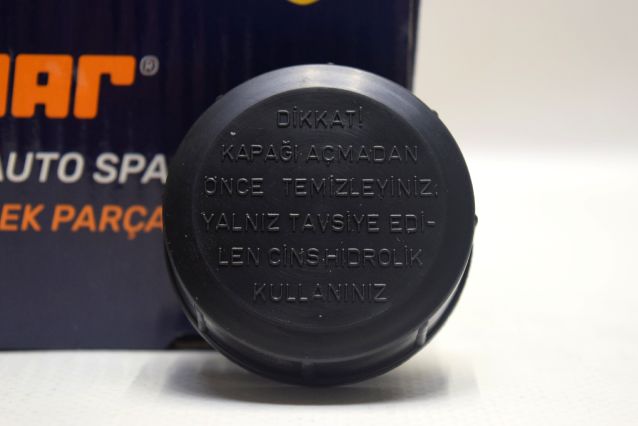 AUTO SPA
EK PARÇA
DİKKAT!
KAPAĞI AÇMADAN
ÖNCE TEMİZLEYİNİZ.
YALNIZ TAVSİYE EDİ-
LEN CİNS HİDROLİK
KULLANINIZ